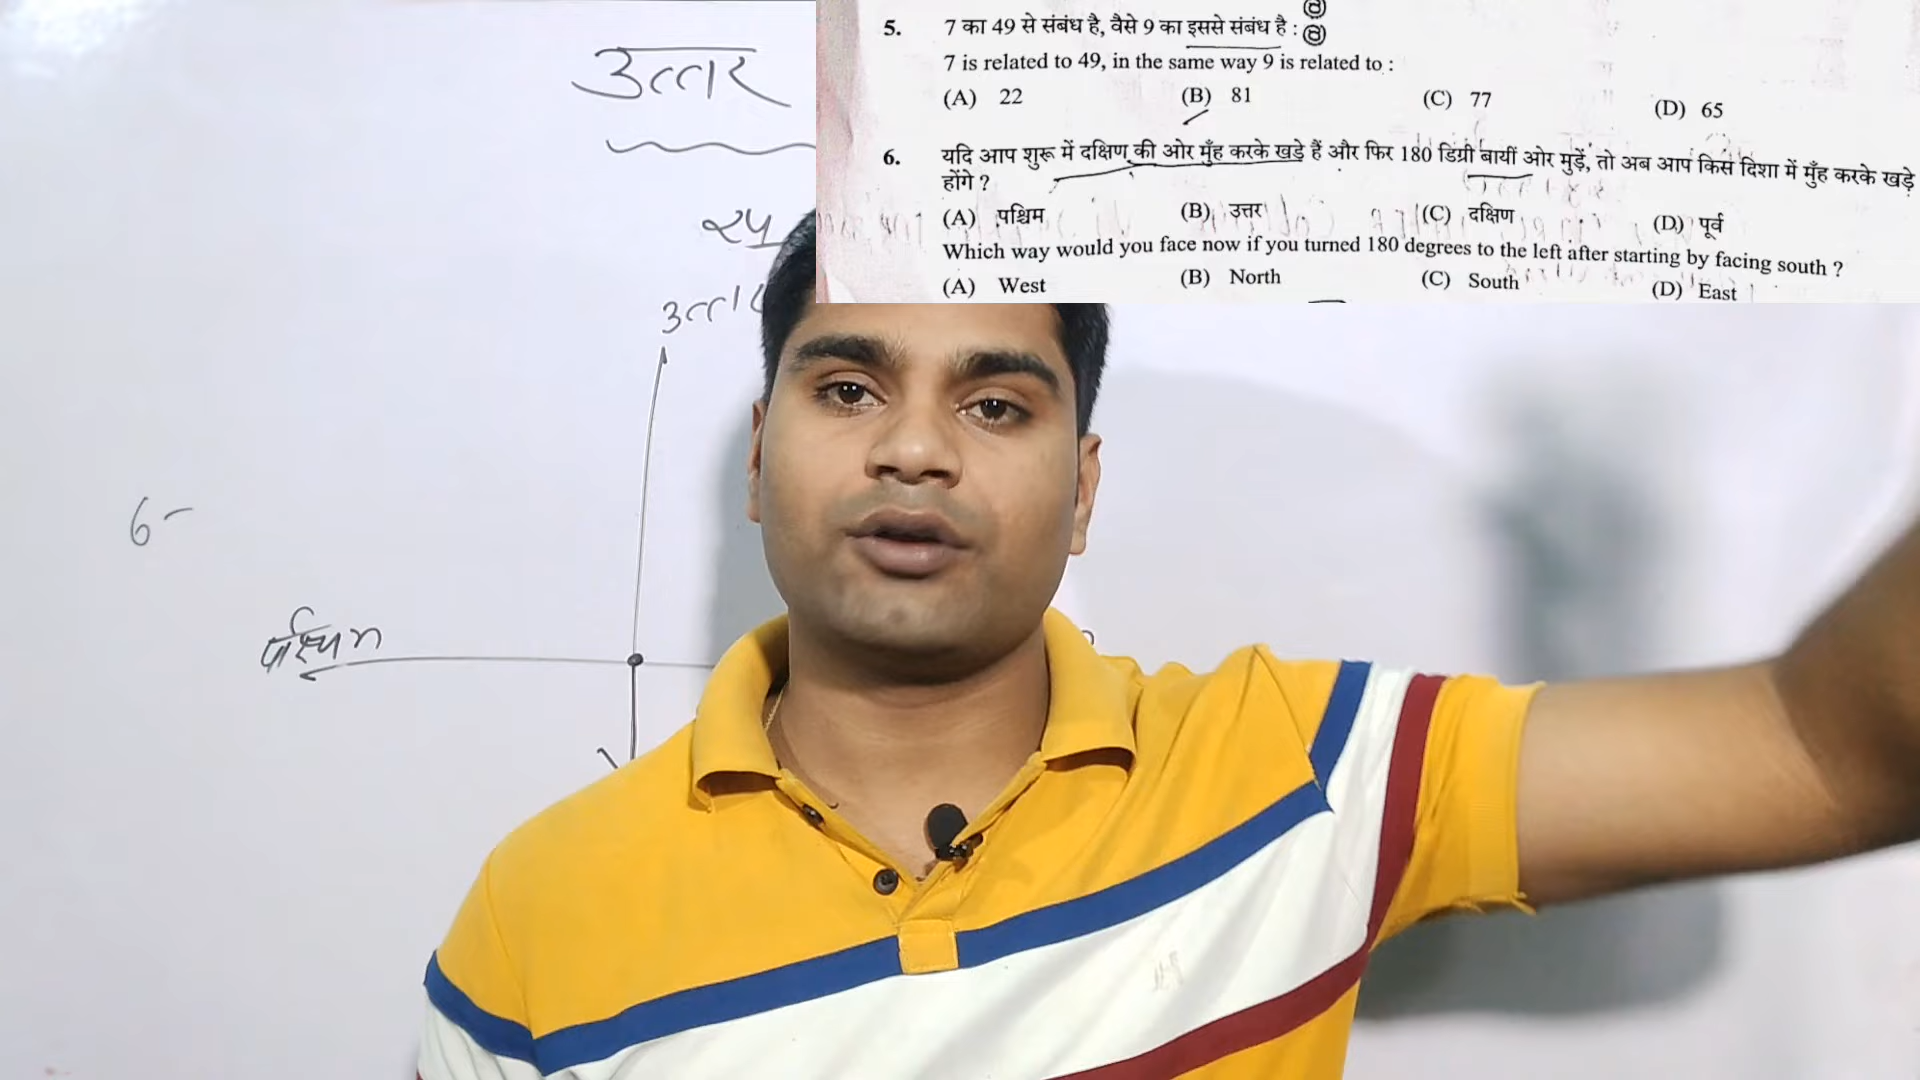 उत्तर
उत्तर
6-
पश्चिम
5. 7 का 49 से संबंध है, वैसे 9 का इससे संबंध है :
7 is related to 49, in the same way 9 is related to :
(A) 22 (B) 81 (C) 77 (D) 65
6. यदि आप शुरू में दक्षिण की ओर मुँह करके खड़े हैं और फिर 180 डिग्री बायीं ओर मुड़ें, तो अब आप किस दिशा में मुँह करके खड़े
होंगे ?
(A) पश्चिम (B) उत्तर (C) दक्षिण (D) पूर्व
Which way would you face now if you turned 180 degrees to the left after starting by facing south ?
(A) West (B) North (C) South (D) East